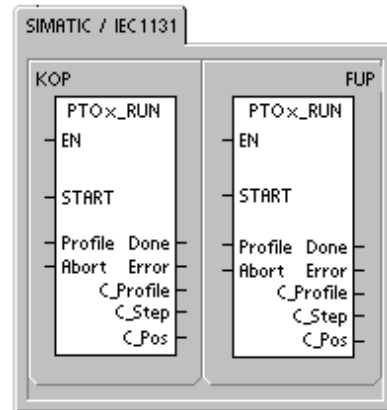 SIMATIC / IEC1131
KOP
PTOx_RUN
EN
START
Profile Done
Abort Error
C_Profile
C_Step
C_Pos
FUP
PTOx_RUN
EN
START
Profile Done
Abort Error
C_Profile
C_Step
C_Pos